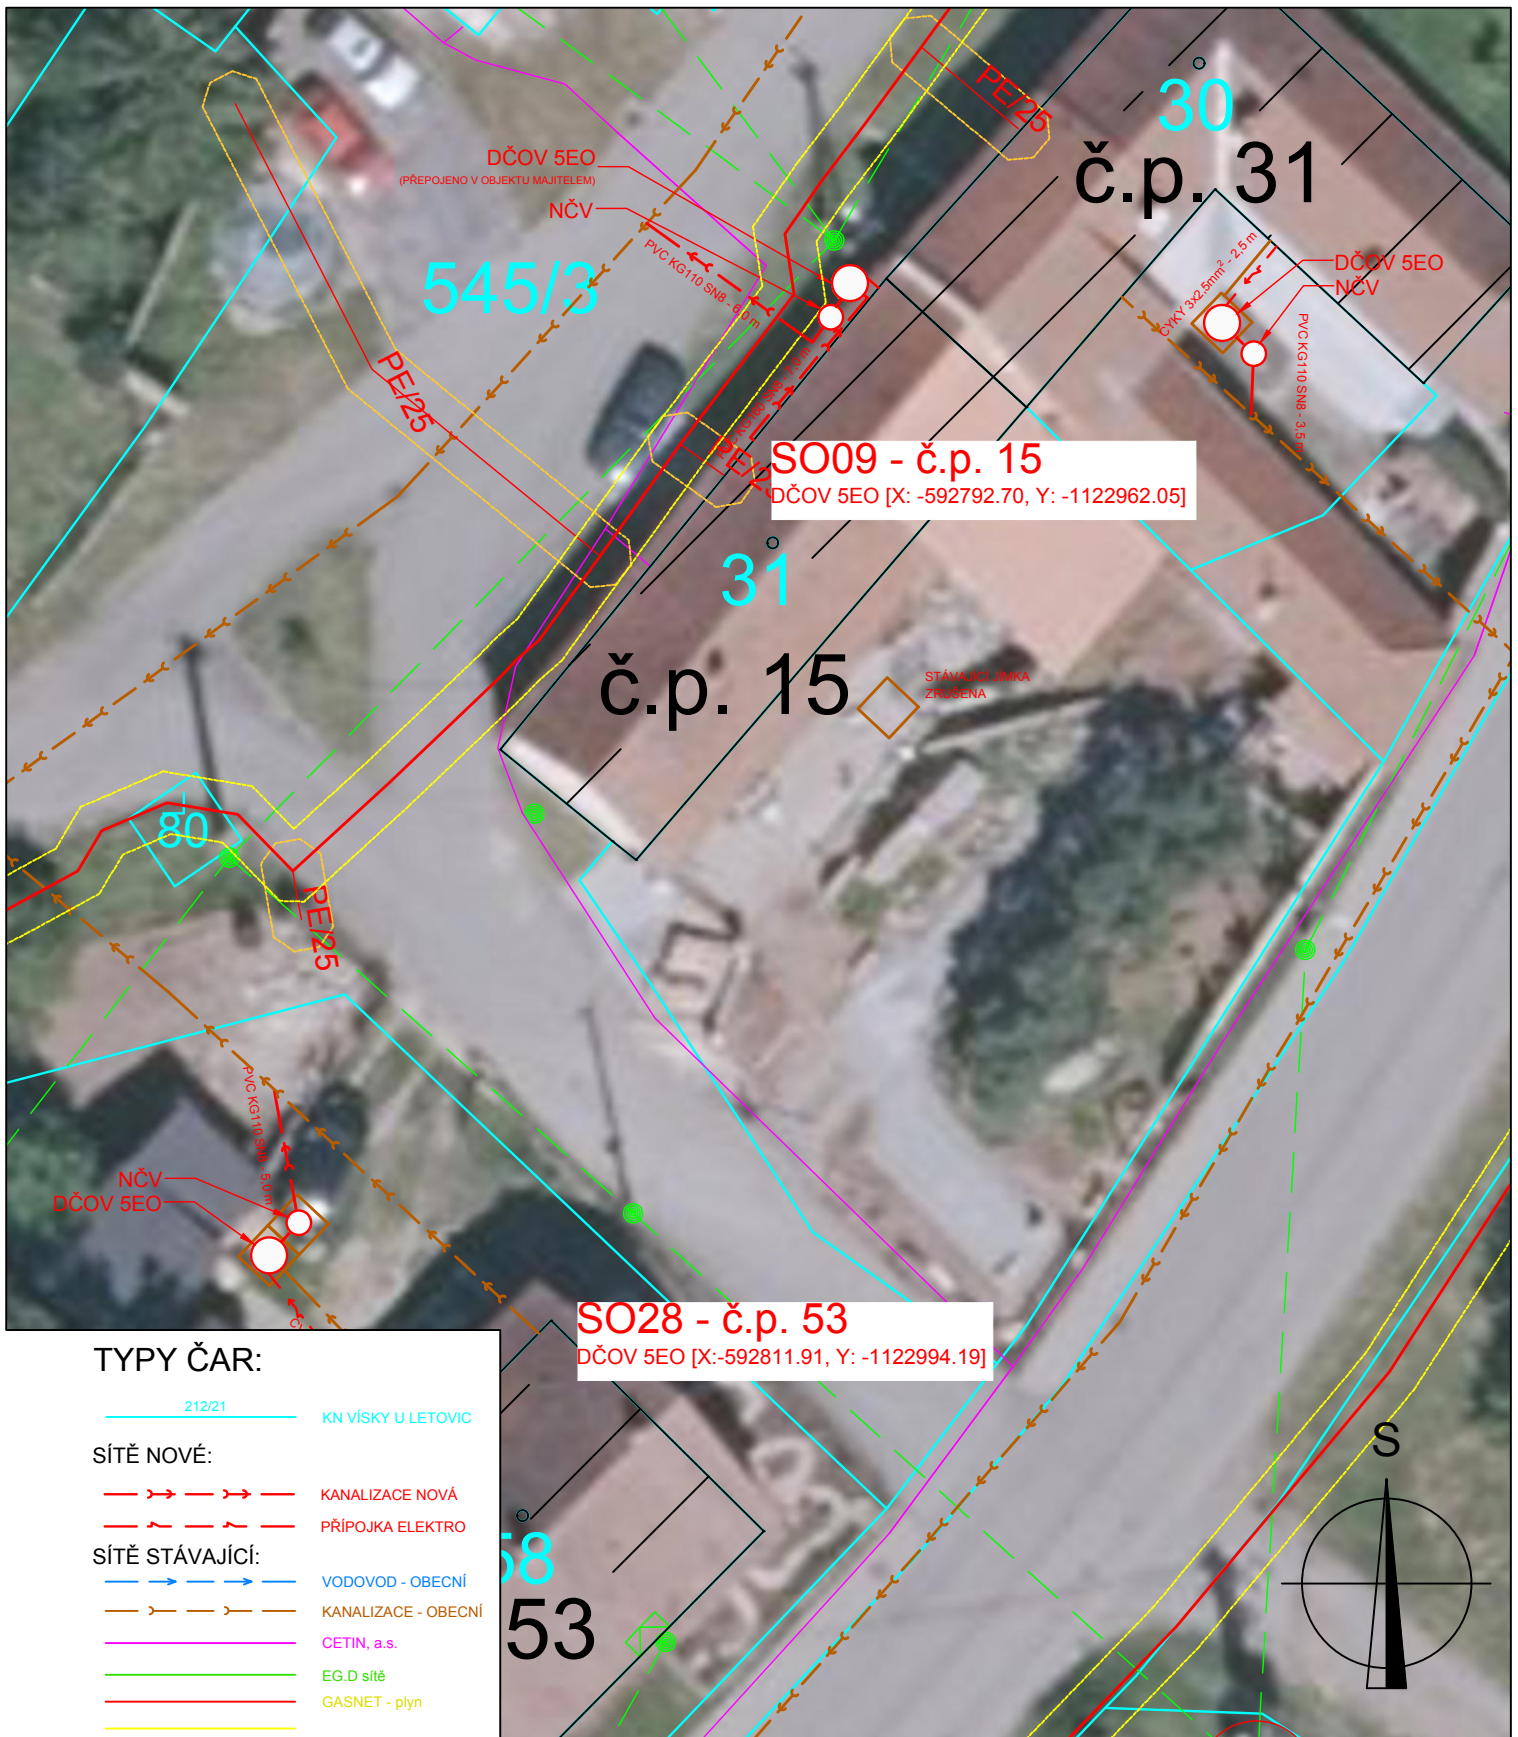 PE/25
30
č.p. 31
DČOV 5EO
(PŘEPOJENO V OBJEKTU MAJITELEM)
NČV
PVC KG110 SN8 - 6,0 m
545/3
CYKY 3x2,5mm² - 2,5 m
DČOV 5EO
NČV
PVC KG110 SN8 - 3,5 m
PE/25
SO09 - č.p. 15
DČOV 5EO [X: -592792.70, Y: -1122962.05]
31
č.p. 15
STÁVAJÍCÍ JÍMKA
ZRUŠENA
80
PE/25
PVC KG110 SN8 - 5,0 m
NČV
DČOV 5EO
SO28 - č.p. 53
DČOV 5EO [X:-592811.91, Y: -1122994.19]
58
53
S
TYPY ČAR:
212/21
KN VÍSKY U LETOVIC
SÍTĚ NOVÉ:
KANALIZACE NOVÁ
PŘÍPOJKA ELEKTRO
SÍTĚ STÁVAJÍCÍ:
VODOVOD - OBECNÍ
KANALIZACE - OBECNÍ
CETIN, a.s.
EG.D sítě
GASNET - plyn